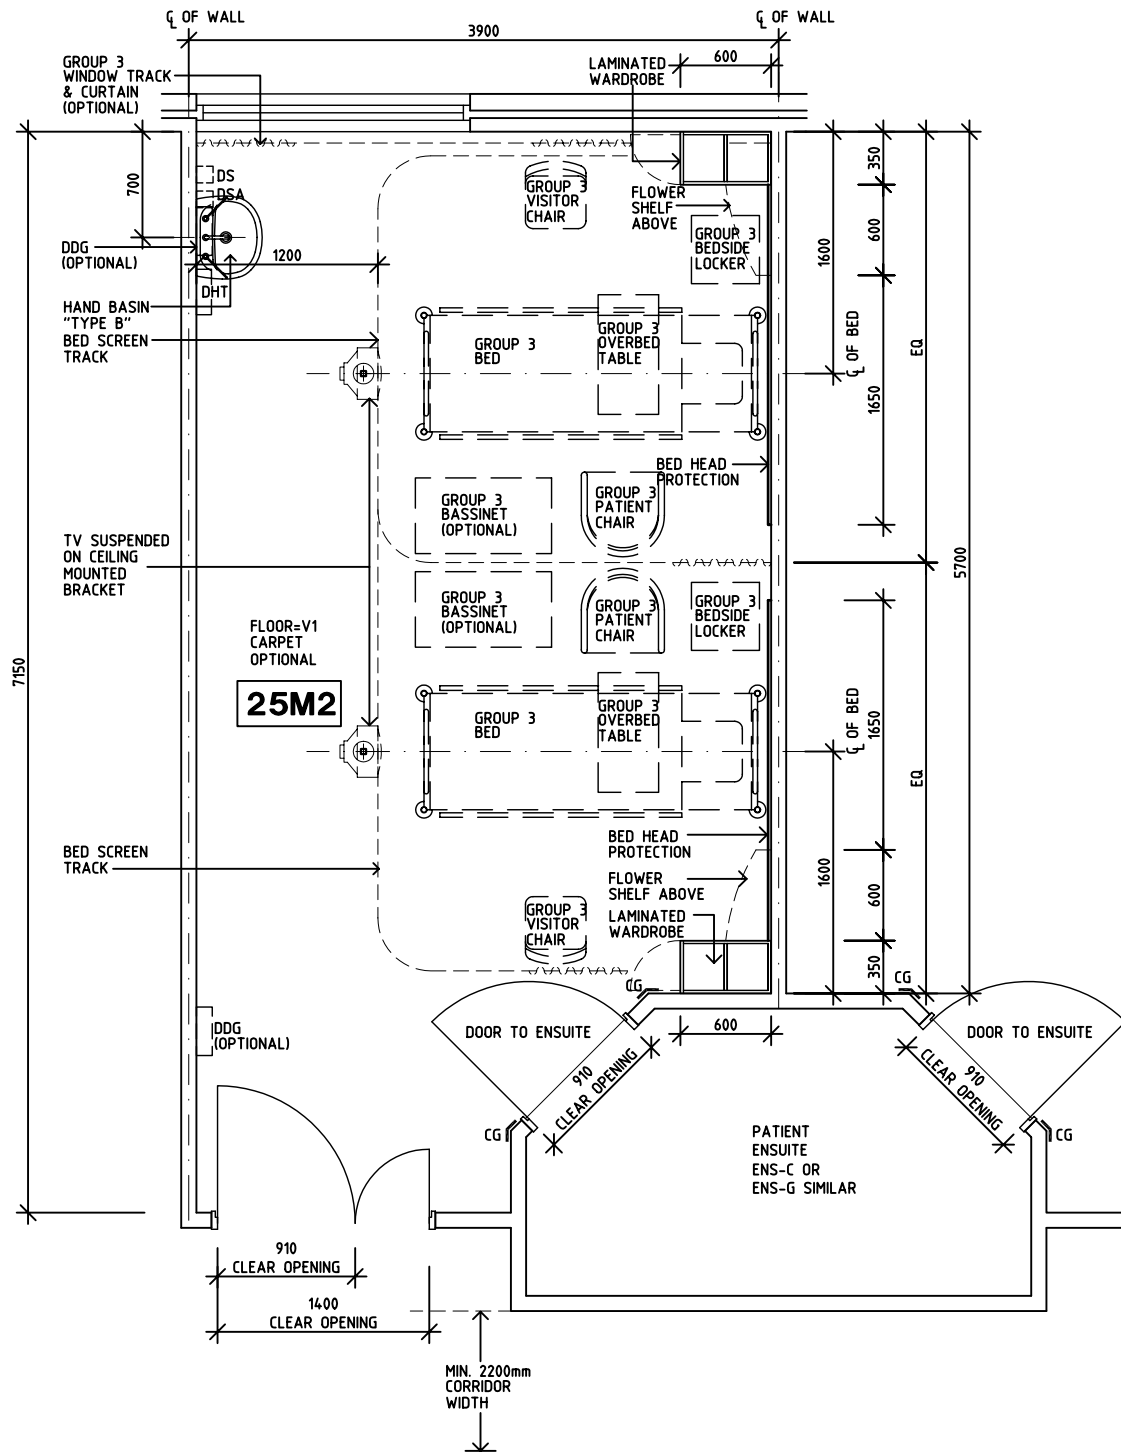 ℄ OF WALL
℄ OF WALL
3900
GROUP 3
WINDOW TRACK
& CURTAIN
(OPTIONAL)
LAMINATED
WARDROBE
600
700
DS
DSA
DDG
(OPTIONAL)
1200
DHT
HAND BASIN
"TYPE B"
BED SCREEN
TRACK
GROUP 3
VISITOR
CHAIR
FLOWER
SHELF
ABOVE
GROUP 3
BEDSIDE
LOCKER
350
600
1600
GROUP 3
BED
GROUP 3
OVERBED
TABLE
℄ OF BED
1650
EQ
BED HEAD
PROTECTION
GROUP 3
BASSINET
(OPTIONAL)
GROUP 3
PATIENT
CHAIR
TV SUSPENDED
ON CEILING
MOUNTED
BRACKET
5700
GROUP 3
BASSINET
(OPTIONAL)
GROUP 3
PATIENT
CHAIR
GROUP 3
BEDSIDE
LOCKER
FLOOR=V1
CARPET
OPTIONAL
25M2
7150
GROUP 3
BED
GROUP 3
OVERBED
TABLE
℄ OF BED
1650
EQ
BED SCREEN
TRACK
BED HEAD
PROTECTION
FLOWER
SHELF ABOVE
LAMINATED
WARDROBE
GROUP 3
VISITOR
CHAIR
1600
600
350
CG
CG
DDG
(OPTIONAL)
DOOR TO ENSUITE
600
DOOR TO ENSUITE
910
CLEAR OPENING
910
CLEAR OPENING
CG
CG
PATIENT
ENSUITE
ENS-C OR
ENS-G SIMILAR
910
CLEAR OPENING
1400
CLEAR OPENING
MIN. 2200mm
CORRIDOR
WIDTH